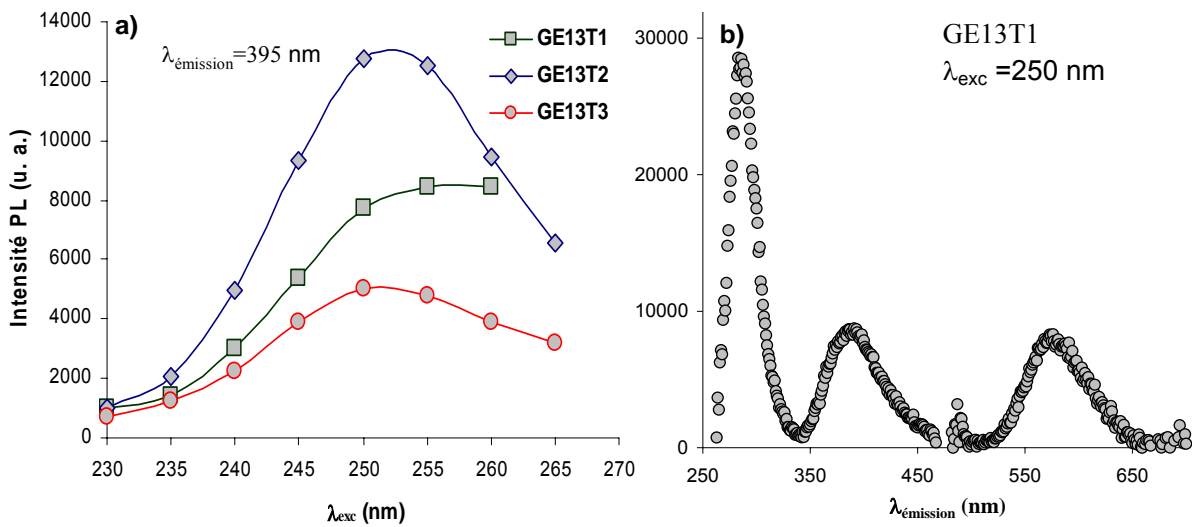 a)
λémission=395 nm
GE13T1
GE13T2
GE13T3
Intensité PL (u. a.)
14000
12000
10000
8000
6000
4000
2000
0
230 235 240 245 250 255 260 265 270
λexc (nm)
b)
GE13T1
λexc =250 nm
30000
20000
10000
0
250 350 450 550 650
λémission (nm)